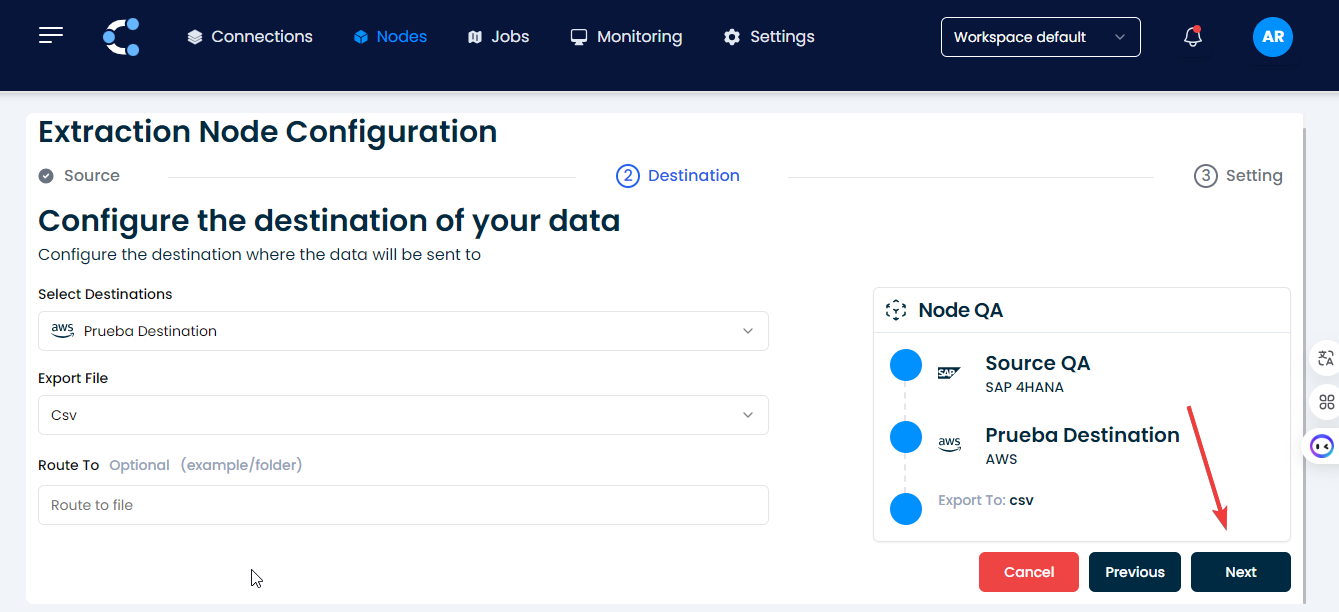 Connections Nodes Jobs Monitoring Settings Workspace default AR
Extraction Node Configuration
Source 2 Destination 3 Setting
Configure the destination of your data
Configure the destination where the data will be sent to
Select Destinations
aws Prueba Destination
Export File
Csv
Route To Optional (example/folder)
Route to file
Node QA
SAP Source QA
SAP 4HANA
aws Prueba Destination
AWS
Export To: csv
Cancel Previous Next